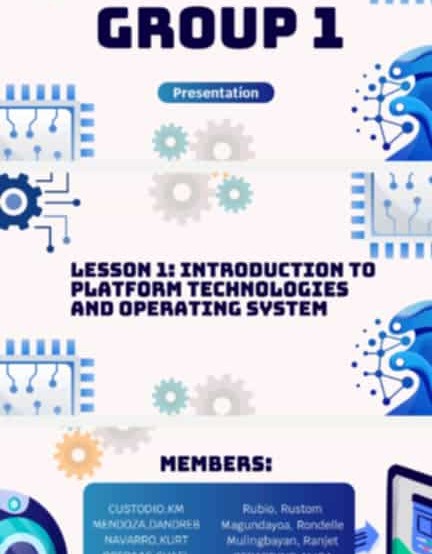 GROUP 1
Presentation
LESSON 1: INTRODUCTION TO
PLATFORM TECHNOLOGIES
AND OPERATING SYSTEM
MEMBERS:
CUSTODIO,KM
MENDOZA,DANDREB
NAVARRO,KURT
Rubio, Rustom
Magundayoa, Rondelle
Mulingbayan, Ranjet